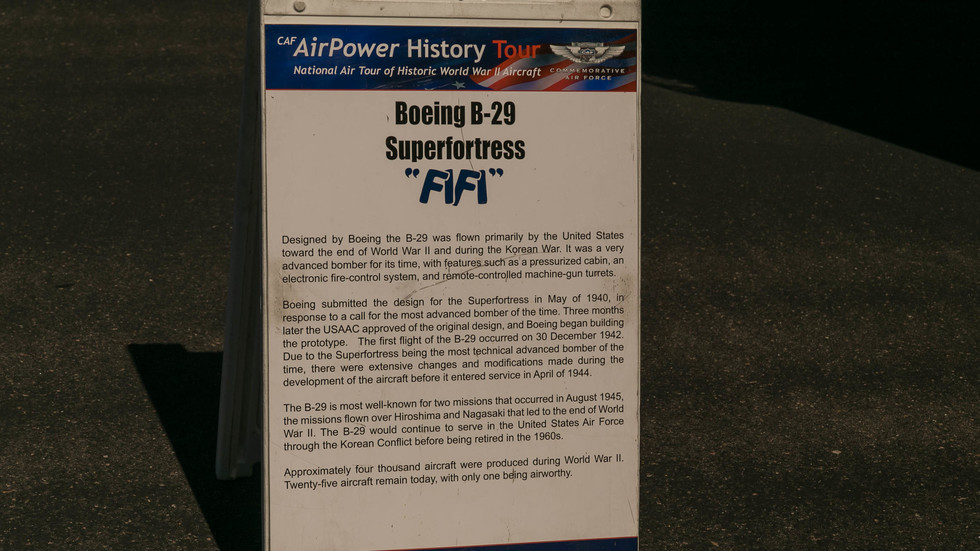 CAF AirPower History Tour
National Air Tour of Historic World War II Aircraft
COMMEMORATIVE
AIR FORCE
Boeing B-29
Superfortress
"FIFI"
Designed by Boeing the B-29 was flown primarily by the United States
toward the end of World War II and during the Korean War. It was a very
advanced bomber for its time, with features such as a pressurized cabin, an
electronic fire-control system, and remote-controlled machine-gun turrets.
Boeing submitted the design for the Superfortress in May of 1940, in
response to a call for the most advanced bomber of the time. Three months
later the USAAC approved of the original design, and Boeing began building
the prototype. The first flight of the B-29 occurred on 30 December 1942.
Due to the Superfortress being the most technical advanced bomber of the
time, there were extensive changes and modifications made during the
development of the aircraft before it entered service in April of 1944.
The B-29 is most well-known for two missions that occurred in August 1945,
the missions flown over Hiroshima and Nagasaki that led to the end of World
War II. The B-29 would continue to serve in the United States Air Force
through the Korean Conflict before being retired in the 1960s.
Approximately four thousand aircraft were produced during World War II.
Twenty-five aircraft remain today, with only one being airworthy.